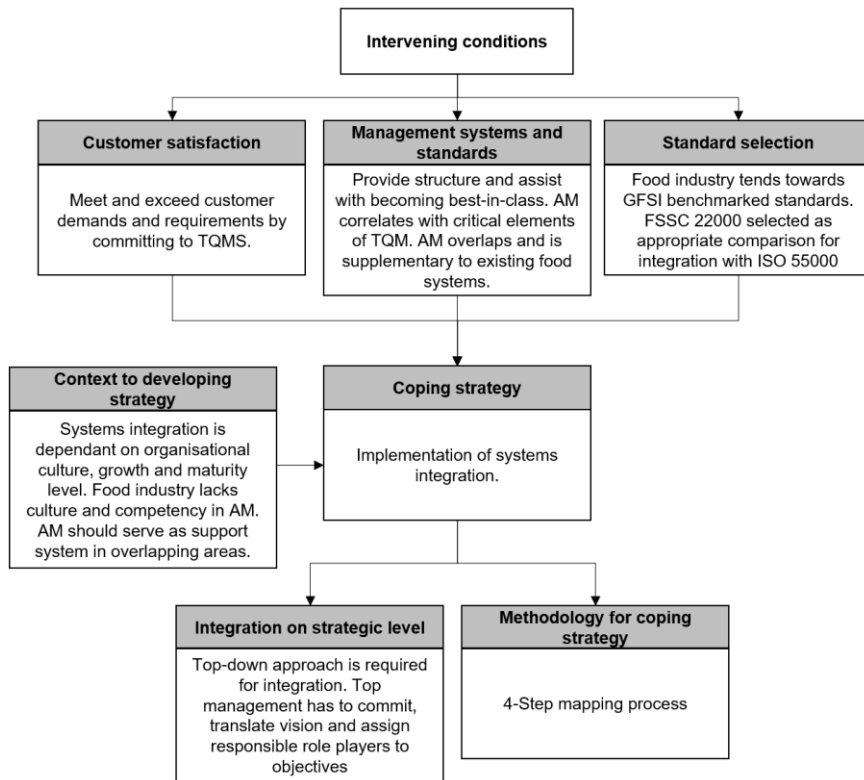 Intervening conditions
Customer satisfaction
Meet and exceed customer
demands and requirements by
committing to TQMS.
Management systems and
standards
Provide structure and assist
with becoming best-in-class. AM
correlates with critical elements
of TQM. AM overlaps and is
supplementary to existing food
systems.
Standard selection
Food industry tends towards
GFSI benchmarked standards.
FSSC 22000 selected as
appropriate comparison for
integration with ISO 55000
Context to developing
strategy
Systems integration is
dependant on organisational
culture, growth and maturity
level. Food industry lacks
culture and competency in AM.
AM should serve as support
system in overlapping areas.
Coping strategy
Implementation of systems
integration.
Integration on strategic level
Top-down approach is required
for integration. Top
management has to commit,
translate vision and assign
responsible role players to
objectives
Methodology for coping
strategy
4-Step mapping process